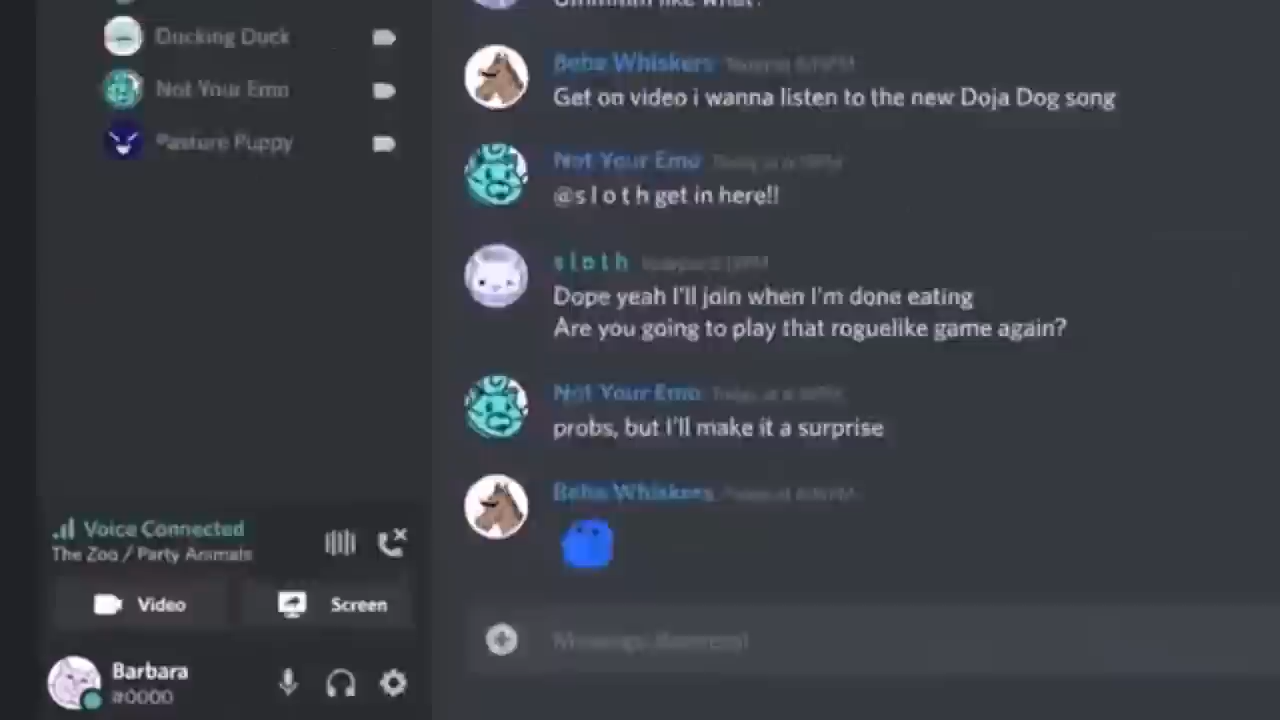 Ducking Duck
Not Your Emo
Pasture Puppy
Voice Connected
The Zoo / Party Animals
Video
Screen
Barbara
#0000
like what?
Bebe Whiskers
Get on video i wanna listen to the new Doja Dog song
Not Your Emo
@s l o t h get in here!!
s l o t h
Dope yeah I'll join when I'm done eating
Are you going to play that roguelike game again?
Not Your Emo
probs, but I'll make it a surprise
Bebe Whiskers
Message